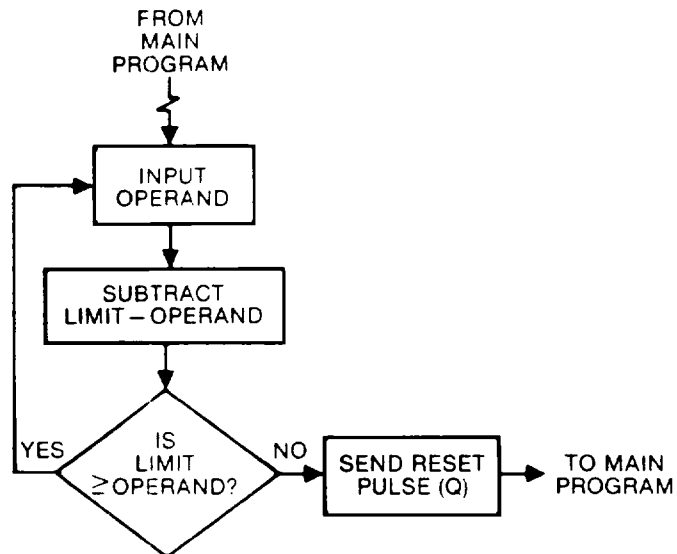 FROM
MAIN
PROGRAM
INPUT
OPERAND
SUBTRACT
LIMIT – OPERAND
YES
IS
LIMIT
≥ OPERAND?
NO
SEND RESET
PULSE (Q)
TO MAIN
PROGRAM